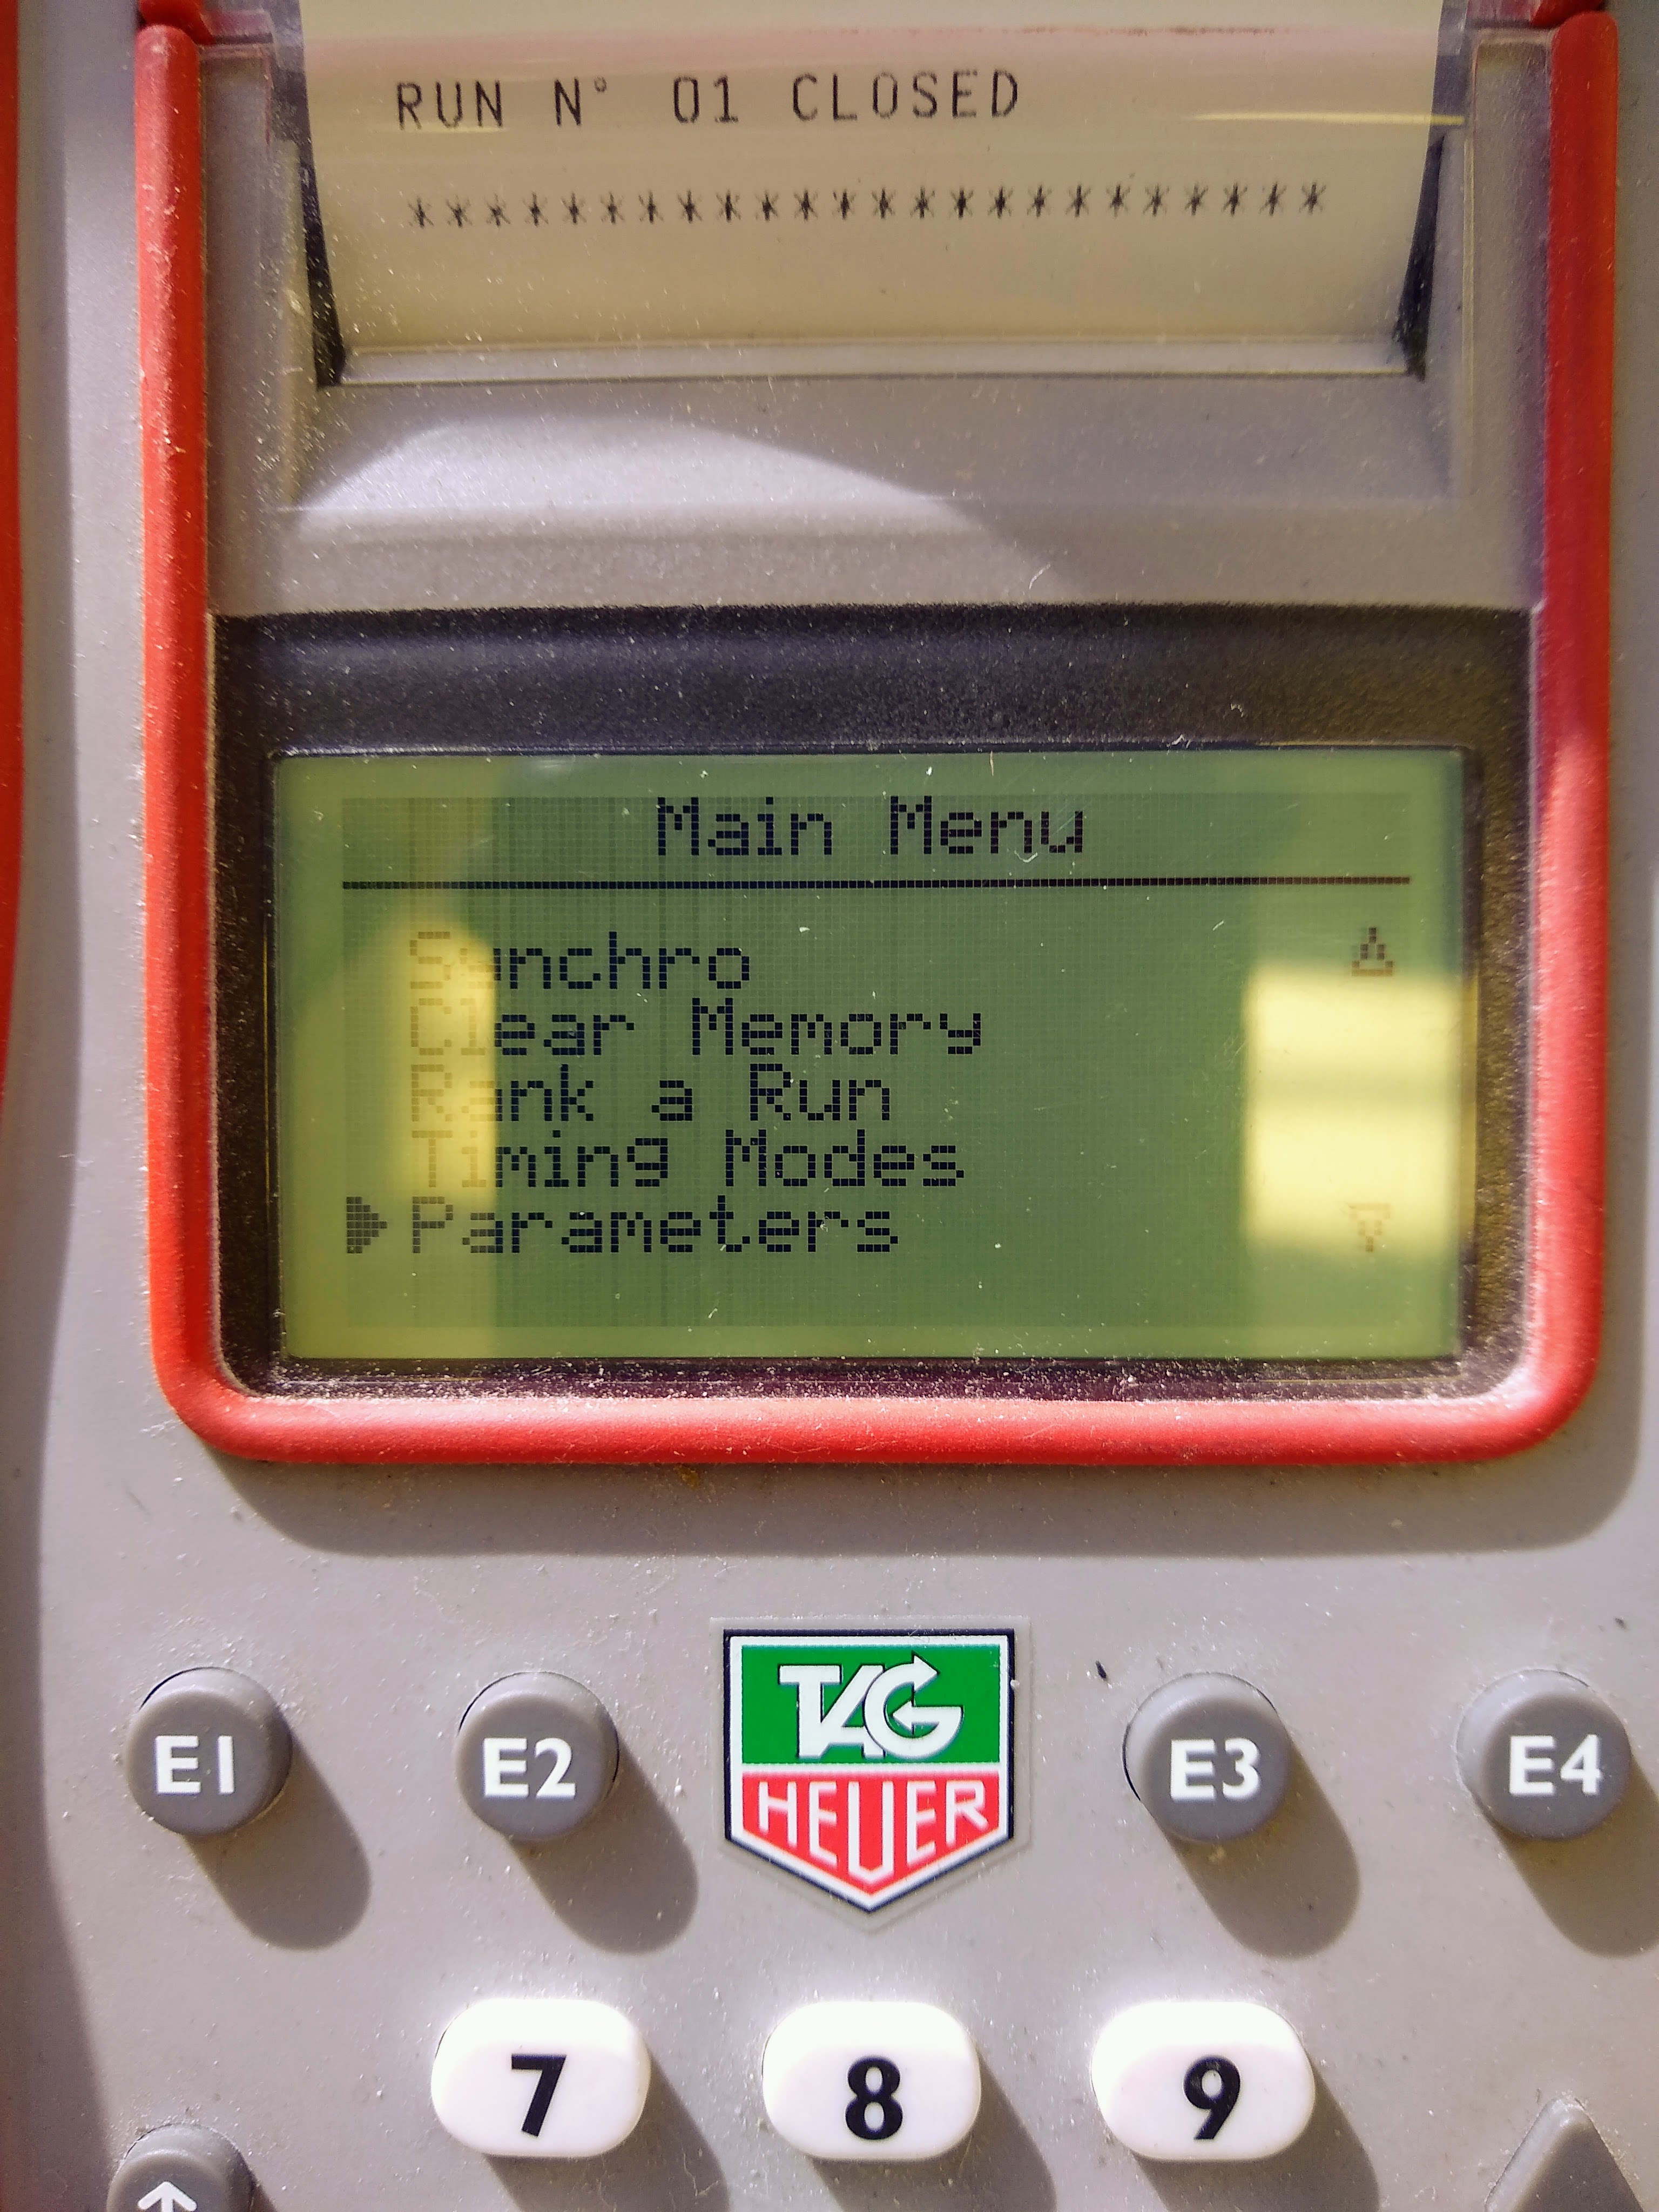 RUN N° 01 CLOSED
************************
Main Menu
Synchro
Clear Memory
Rank a Run
Timing Modes
Parameters
E1 E2 TAG E3 E4
HEUER
7 8 9